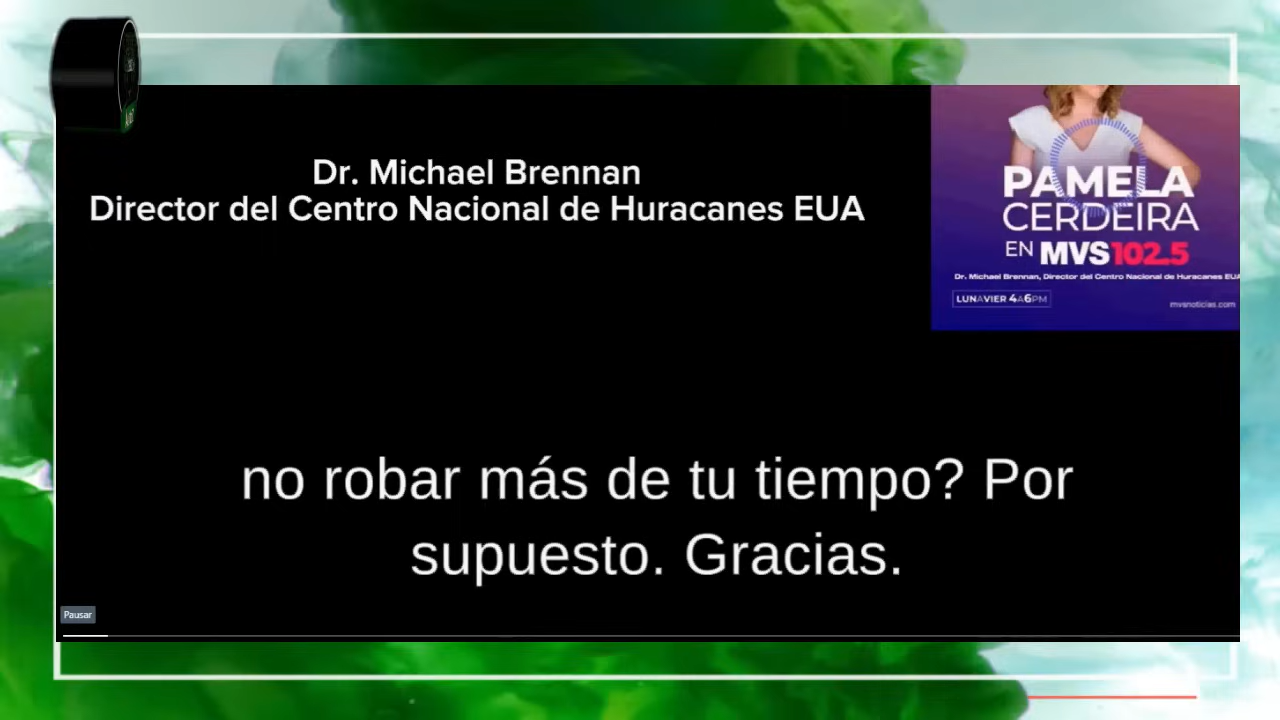 Dr. Michael Brennan
Director del Centro Nacional de Huracanes EUA
PAMELA
CERDEIRA
EN MVS 102.5
Dr. Michael Brennan, Director del Centro Nacional de Huracanes EUA
LUNAVIER 4A6PM
mvsnoticias.com
no robar más de tu tiempo? Por
supuesto. Gracias.
Pausar